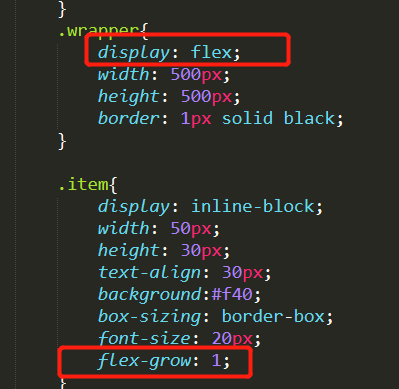 }
.wrapper{
display: flex;
width: 500px;
height: 500px;
border: 1px solid black;
}
.item{
display: inline-block;
width: 50px;
height: 30px;
text-align: 30px;
background:#f40;
box-sizing: border-box;
font-size: 20px;
flex-grow: 1;
}